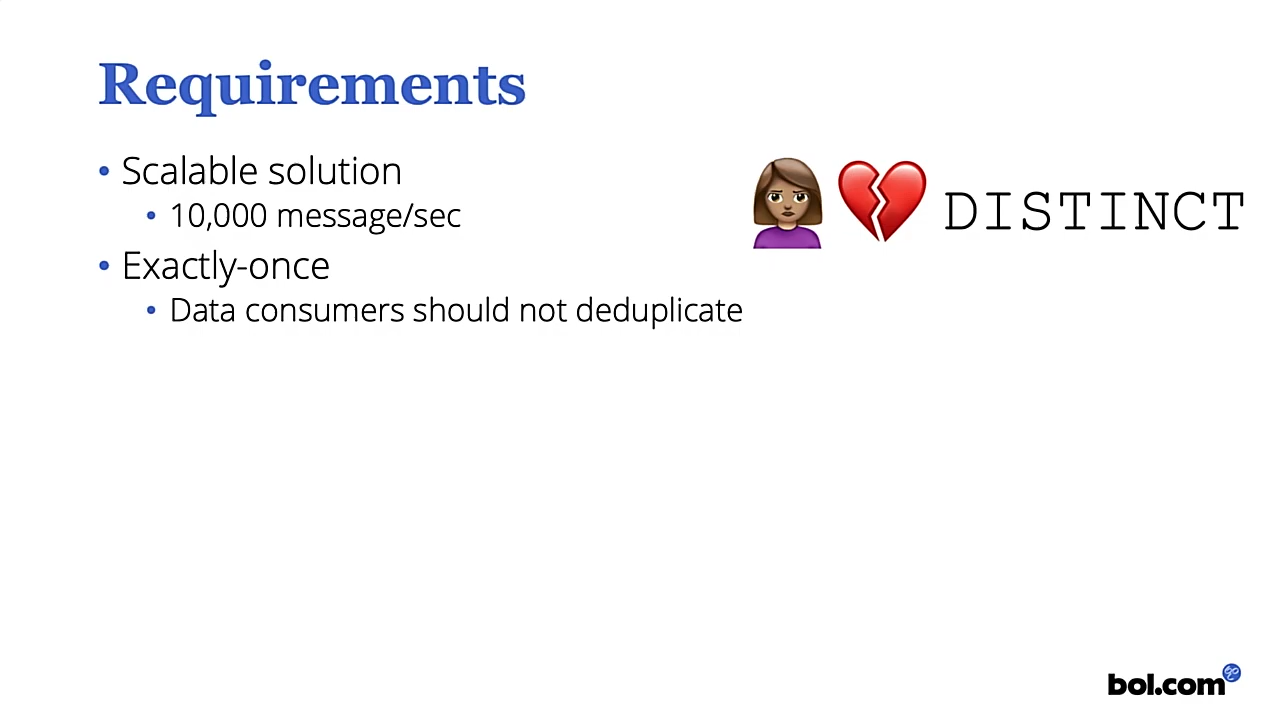 Requirements
• Scalable solution
• 10,000 message/sec
• Exactly-once
• Data consumers should not deduplicate
DISTINCT
bol.com